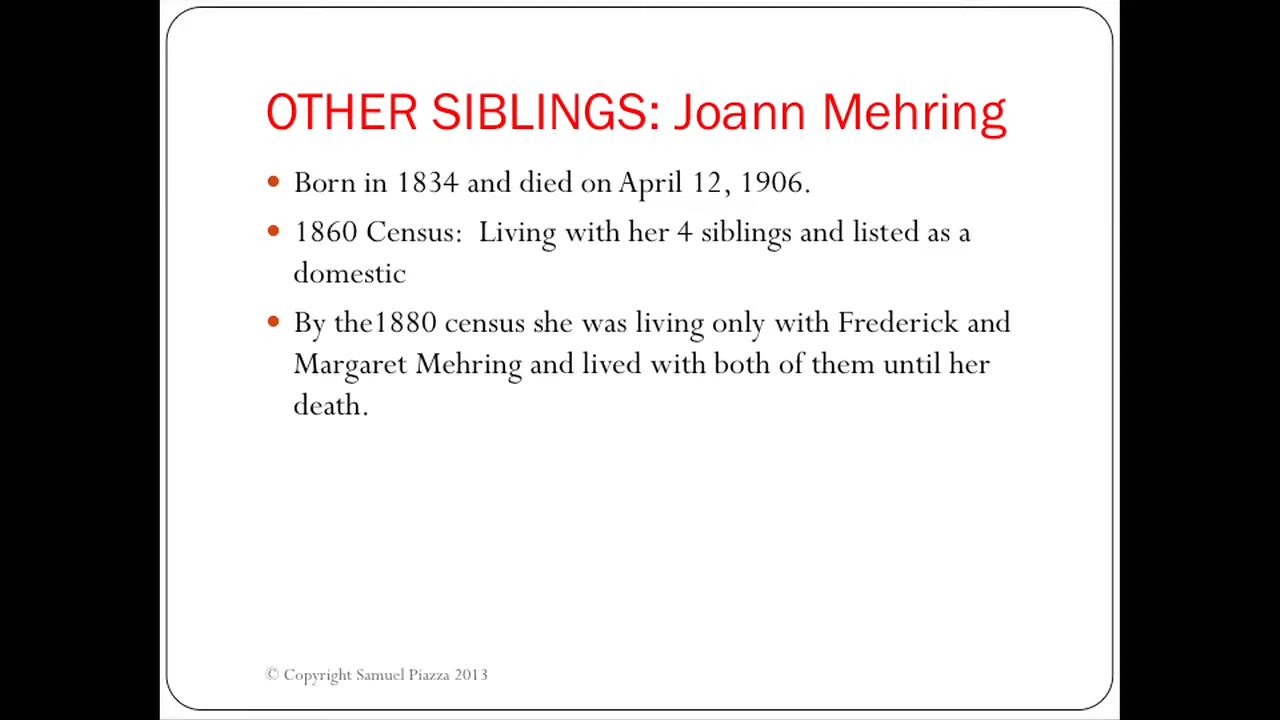 OTHER SIBLINGS: Joann Mehring
• Born in 1834 and died on April 12, 1906.
• 1860 Census:  Living with her 4 siblings and listed as a
domestic
• By the1880 census she was living only with Frederick and
Margaret Mehring and lived with both of them until her
death.
© Copyright Samuel Piazza 2013